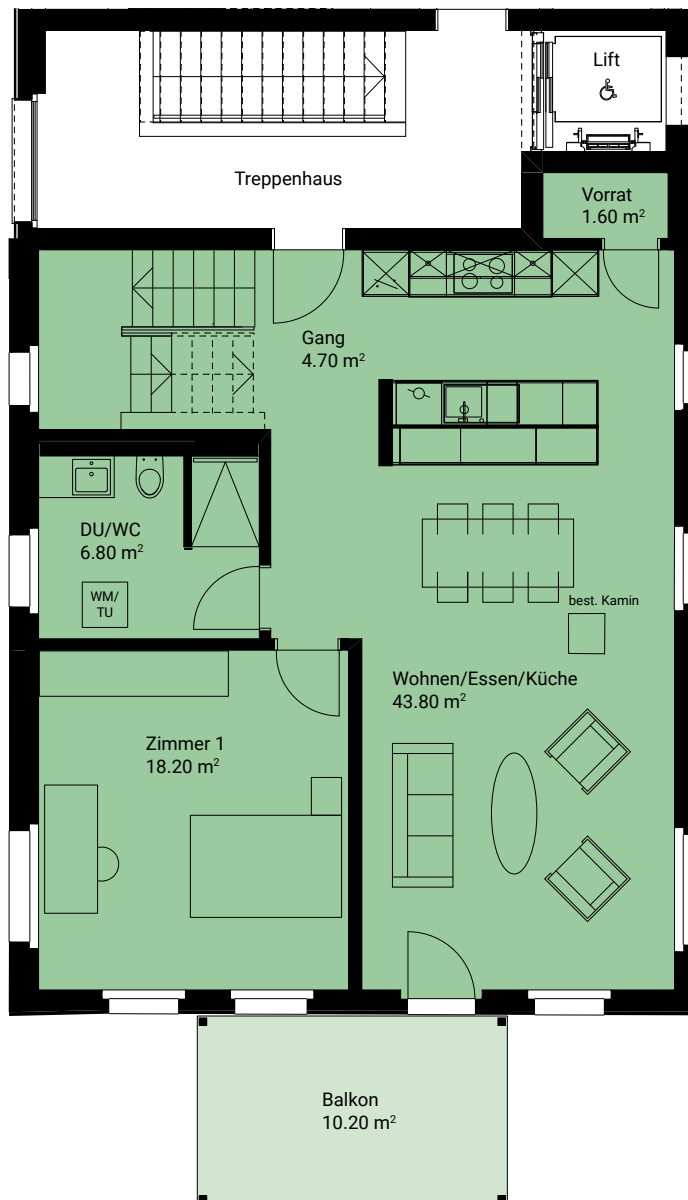 Lift
Treppenhaus
Vorrat
1.60 m²
Gang
4.70 m²
DU/WC
6.80 m²
WM/
TU
best. Kamin
Wohnen/Essen/Küche
43.80 m²
Zimmer 1
18.20 m²
Balkon
10.20 m²